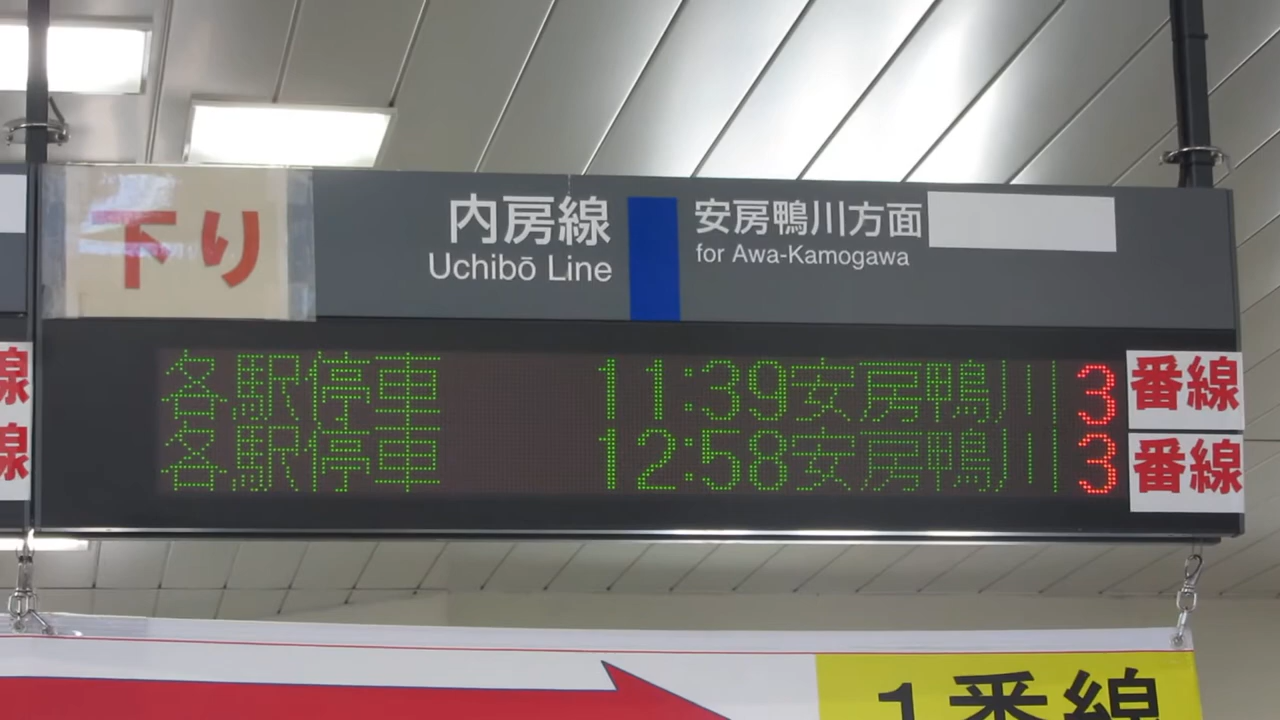 下り
内房線
Uchibō Line
安房鴨川方面
for Awa-Kamogawa
各駅停車 11:39 安房鴨川 3 番線
各駅停車 12:58 安房鴨川 3 番線
線
線
1番線